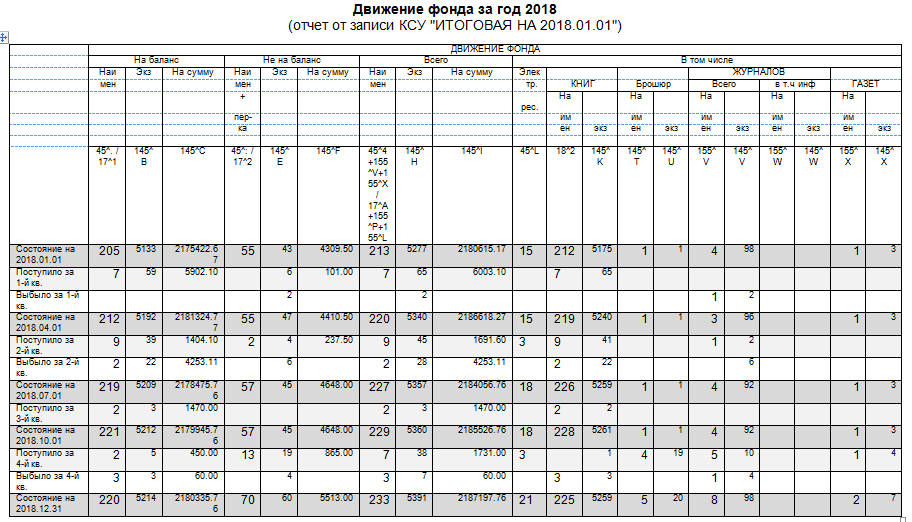 Движение фонда за год 2018
(отчет от записи КСУ "ИТОГОВАЯ НА 2018.01.01")
ДВИЖЕНИЕ ФОНДА
На баланс Не на баланс Всего В том числе
Наи мен Экз На сумму Наи мен + пер-ка Экз На сумму Наи мен Экз На сумму Элек тр. рес. КНИГ Брошюр ЖУРНАЛОВ ГАЗЕТ
Всего в т.ч инф
На им ен экз На им ен экз На им ен экз На им ен экз На им ен экз
45^: / 17^1 145^B 145^C 45^: / 17^2 145^E 145^F 45^4 +155^V+155^X / 17^A +155^P+155^L 145^H 145^I 45^L 18^2 145^K 145^T 145^U 155^V 145^V 155^W 145^W 155^X 145^X
Состояние на 2018.01.01 205 5133 2175422.67 55 43 4309.50 213 5277 2180615.17 15 212 5175 1 1 4 98 1 3
Поступило за 1-й кв. 7 59 5902.10 6 101.00 7 65 6003.10 7 65
Выбыло за 1-й кв. 2 2 1 2
Состояние на 2018.04.01 212 5192 2181324.77 55 47 4410.50 220 5340 2186618.27 15 219 5240 1 1 3 96 1 3
Поступило за 2-й кв. 9 39 1404.10 2 4 237.50 9 45 1691.60 3 9 41 1 2
Выбыло за 2-й кв. 2 22 4253.11 6 2 28 4253.11 2 22 6
Состояние на 2018.07.01 219 5209 2178475.76 57 45 4648.00 227 5357 2184056.76 18 226 5259 1 1 4 92 1 3
Поступило за 3-й кв. 2 3 1470.00 2 3 1470.00 2 2
Состояние на 2018.10.01 221 5212 2179945.76 57 45 4648.00 229 5360 2185526.76 18 228 5261 1 1 4 92 1 3
Поступило за 4-й кв. 2 5 450.00 13 19 865.00 7 38 1731.00 3 1 4 19 5 10 1 4
Выбыло за 4-й кв. 3 3 60.00 4 3 7 60.00 3 3 1 4
Состояние на 2018.12.31 220 5214 2180335.76 70 60 5513.00 233 5391 2187197.76 21 225 5259 5 20 8 98 2 7